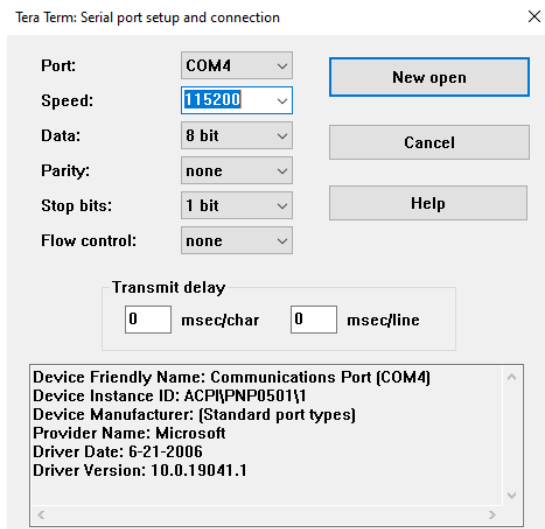 Tera Term: Serial port setup and connection
Port: COM4 New open
Speed: 115200
Data: 8 bit Cancel
Parity: none
Stop bits: 1 bit Help
Flow control: none
Transmit delay
0 msec/char 0 msec/line
Device Friendly Name: Communications Port (COM4)
Device Instance ID: ACPI\PNP0501\1
Device Manufacturer: (Standard port types)
Provider Name: Microsoft
Driver Date: 6-21-2006
Driver Version: 10.0.19041.1